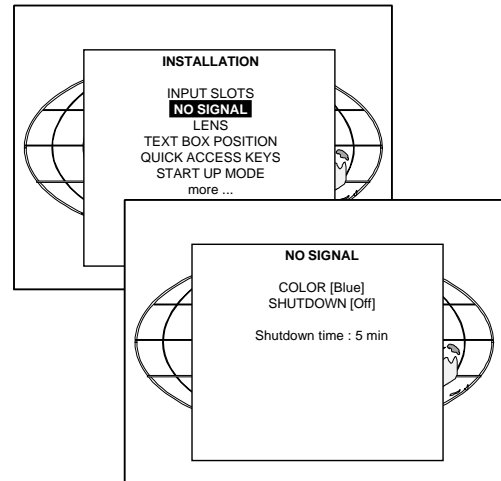 INSTALLATION
INPUT SLOTS
NO SIGNAL
LENS
TEXT BOX POSITION
QUICK ACCESS KEYS
START UP MODE
more ...
NO SIGNAL
COLOR [Blue]
SHUTDOWN [Off]
Shutdown time : 5 min